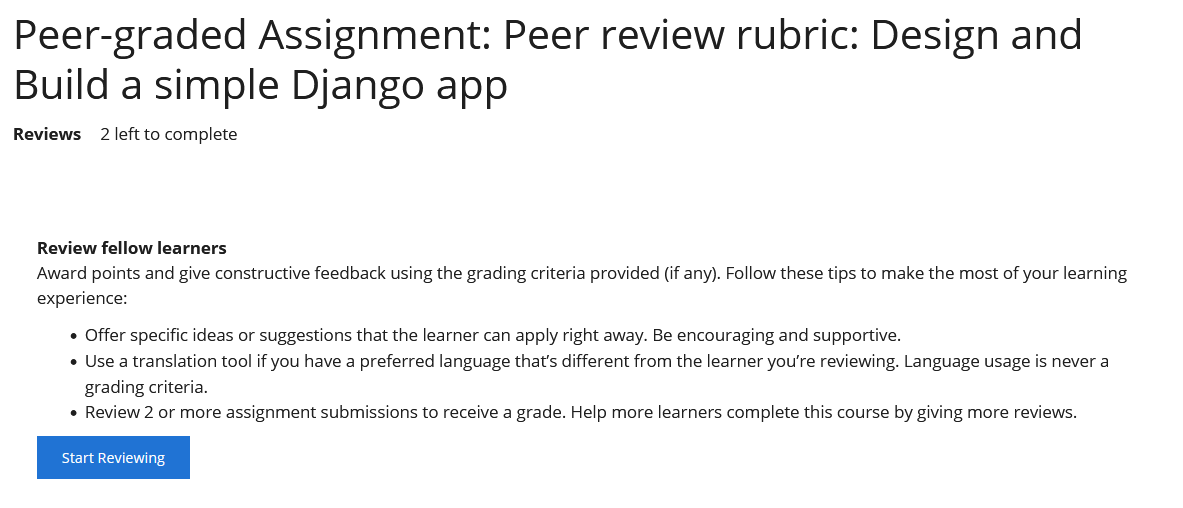 Peer-graded Assignment: Peer review rubric: Design and
Build a simple Django app
Reviews 2 left to complete
Review fellow learners
Award points and give constructive feedback using the grading criteria provided (if any). Follow these tips to make the most of your learning
experience:
• Offer specific ideas or suggestions that the learner can apply right away. Be encouraging and supportive.
• Use a translation tool if you have a preferred language that’s different from the learner you’re reviewing. Language usage is never a
grading criteria.
• Review 2 or more assignment submissions to receive a grade. Help more learners complete this course by giving more reviews.
Start Reviewing